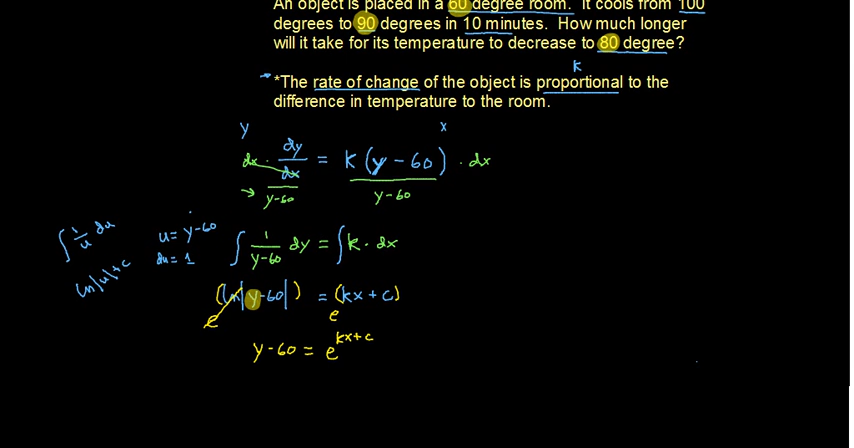 An object is placed in a 60 degree room. It cools from 100
degrees to 90 degrees in 10 minutes. How much longer
will it take for its temperature to decrease to 80 degree?
k
*The rate of change of the object is proportional to the
difference in temperature to the room.
y x
dx · dy/dx = k (y - 60) · dx
→ y-60 y-60
∫ 1/u du u = y-60 ∫ 1/(y-60) dy = ∫ k · dx
ln|u|+c du = 1
(ln|y-60|) = (kx + c)
e e
y - 60 = e^(kx + c)